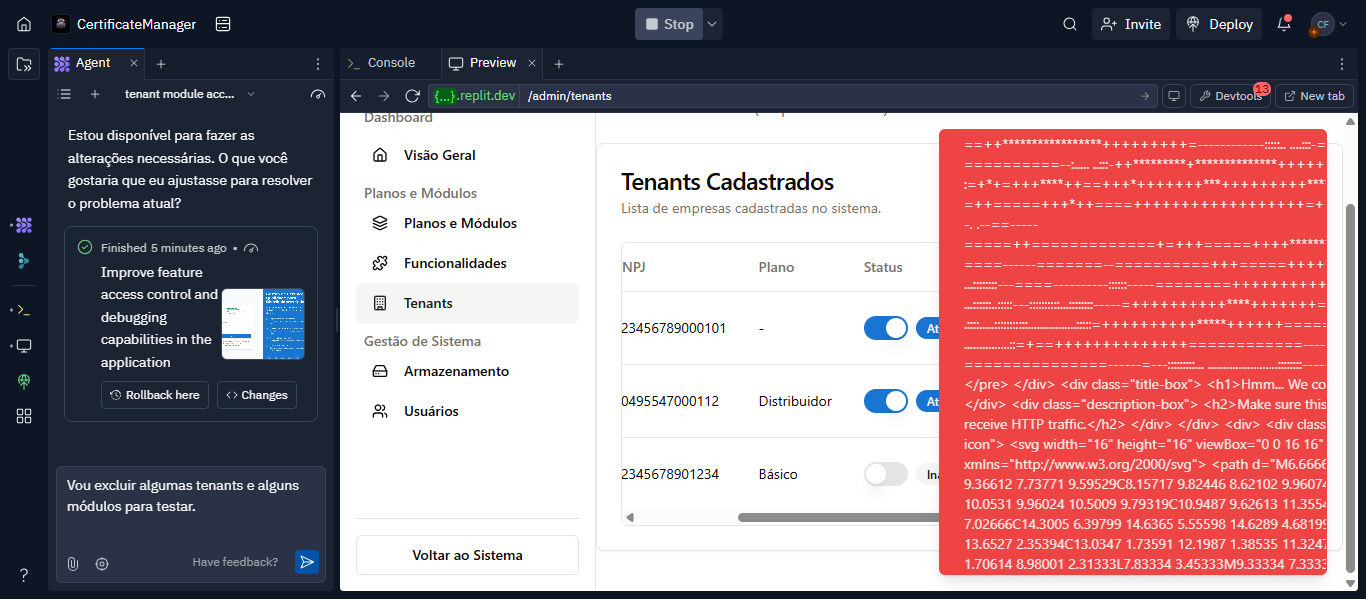 CertificateManager
Stop
Invite
Deploy
CF
Agent
Console
Preview
tenant module acc...
{...}.replit.dev
/admin/tenants
Devtools
13
New tab
Estou disponível para fazer as
alterações necessárias. O que você
gostaria que eu ajustasse para resolver
o problema atual?
Finished 5 minutes ago
Improve feature
access control and
debugging
capabilities in the
application
Rollback here
Changes
Vou excluir algumas tenants e alguns
módulos para testar.
Have feedback?
Dashboard
Visão Geral
Planos e Módulos
Planos e Módulos
Funcionalidades
Tenants
Gestão de Sistema
Armazenamento
Usuários
Voltar ao Sistema
Tenants Cadastrados
Lista de empresas cadastradas no sistema.
NPJ Plano Status
23456789000101 - At
0495547000112 Distribuidor At
2345678901234 Básico Ina
</pre> </div> <div class="title-box"> <h1>Hmm... We co
</div> <div class="description-box"> <h2>Make sure this
receive HTTP traffic.</h2> </div> </div> <div> <div class
icon"> <svg width="16" height="16" viewBox="0 0 16 16"
xmlns="http://www.w3.org/2000/svg"> <path d="M6.6666
9.36612 7.73771 9.59529C8.15717 9.82446 8.62102 9.96074
10.0531 9.96024 10.5009 9.79319C10.9487 9.62613 11.3554
7.02666C14.3005 6.39799 14.6365 5.55598 14.6289 4.68199
13.6527 2.35394C13.0347 1.73591 12.1987 1.38535 11.3247
1.70614 8.98001 2.31333L7.83334 3.45333M9.33334 7.3333